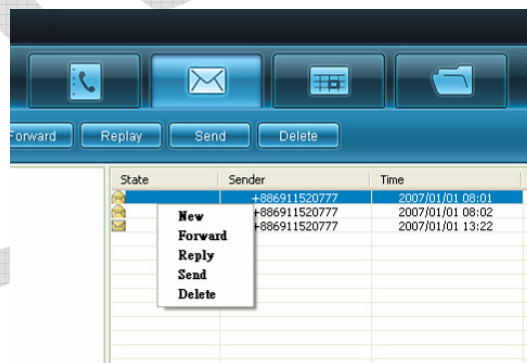 Forward Replay Send Delete
State Sender Time
+886911520777 2007/01/01 08:01
+886911520777 2007/01/01 08:02
+886911520777 2007/01/01 13:22
New
Forward
Reply
Send
Delete